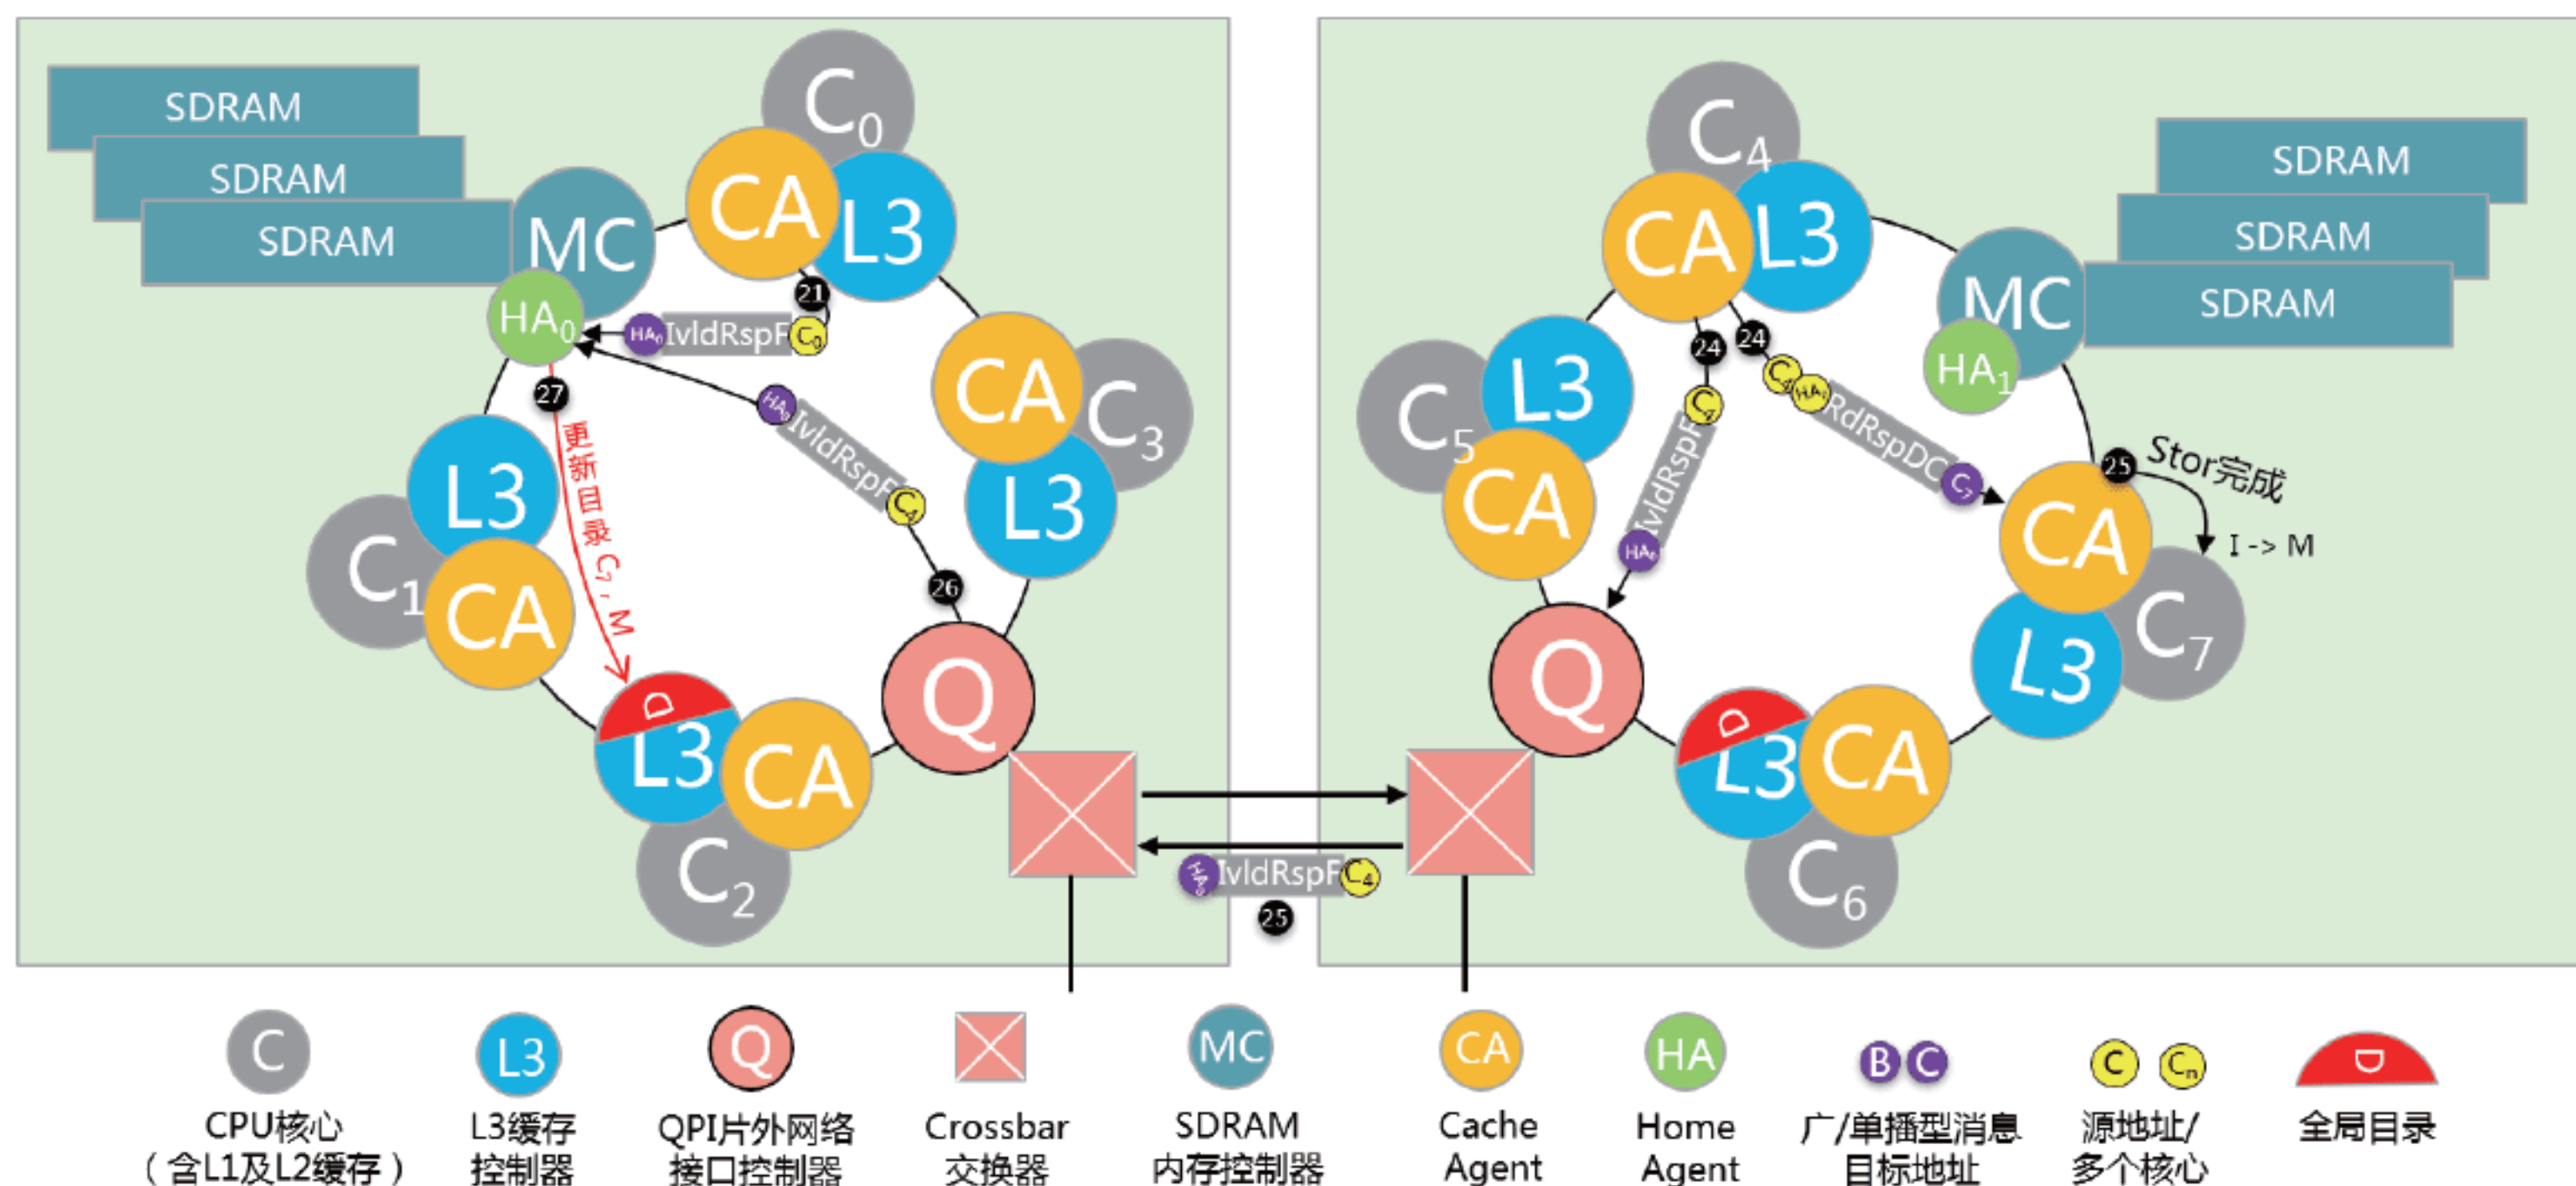 SDRAM
SDRAM
SDRAM
MC
HA0
C0
CA
L3
21
HA0 IvldRspF C0
CA
C3
L3
27
更新目录 C7, M
HA0 IvldRspF C4
26
L3
C1
CA
D
L3
CA
C2
Q
C4
CA
L3
SDRAM
SDRAM
SDRAM
MC
HA1
L3
C5
CA
24
24
HA0 IvldRspF
RdRspDC C7
25
Stor完成
I -> M
CA
C7
L3
Q
D
L3
CA
C6
HA0 IvldRspF C4
25
C
L3
Q
MC
CA
HA
B C
C Cn
D
CPU核心
（含L1及L2缓存）
L3缓存
控制器
QPI片外网络
接口控制器
Crossbar
交换器
SDRAM
内存控制器
Cache
Agent
Home
Agent
广/单播型消息
目标地址
源地址/
多个核心
全局目录